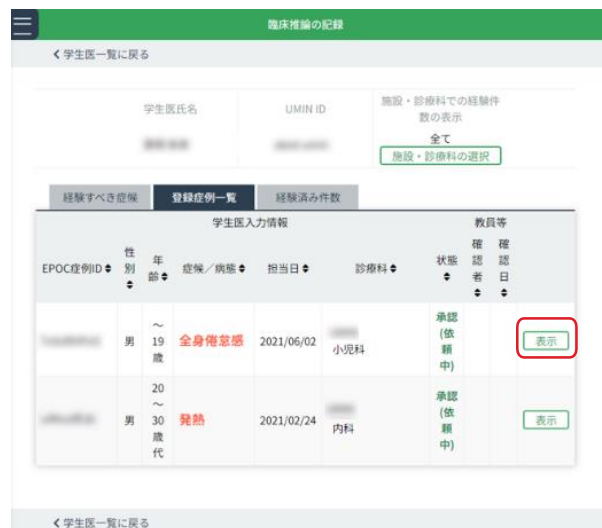 臨床推論の記録
く学生医一覧に戻る
学生医氏名
UMIN ID
施設・診療科での経験件
数の表示
全て
施設・診療科の選択
経験すべき症候
登録症例一覧
経験済み件数
学生医入力情報
教員等
EPOC症例ID
性
別
年
齢
症候／病態
担当日
診療科
状態
確
認
者
確
認
日
男
～
19
歳
全身倦怠感
2021/06/02
小児科
承認
(依
頼
中)
表示
男
20
～
30
歳
代
発熱
2021/02/24
内科
承認
(依
頼
中)
表示
く学生医一覧に戻る